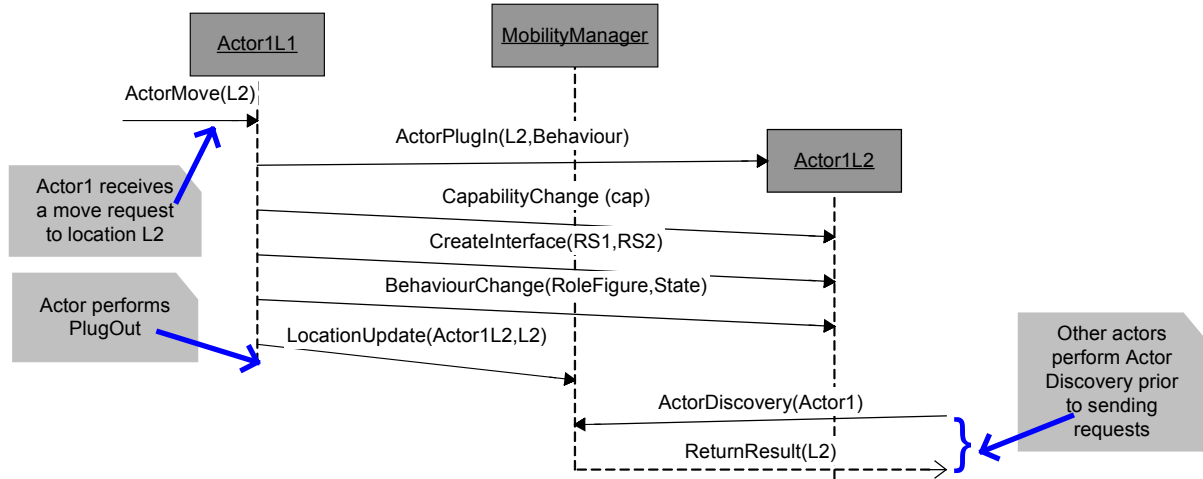 Actor1L1
MobilityManager
ActorMove(L2)
ActorPlugIn(L2,Behaviour)
Actor1L2
Actor1 receives
a move request
to location L2
CapabilityChange (cap)
CreateInterface(RS1,RS2)
BehaviourChange(RoleFigure,State)
Actor performs
PlugOut
LocationUpdate(Actor1L2,L2)
Other actors
perform Actor
Discovery prior
to sending
requests
ActorDiscovery(Actor1)
ReturnResult(L2)